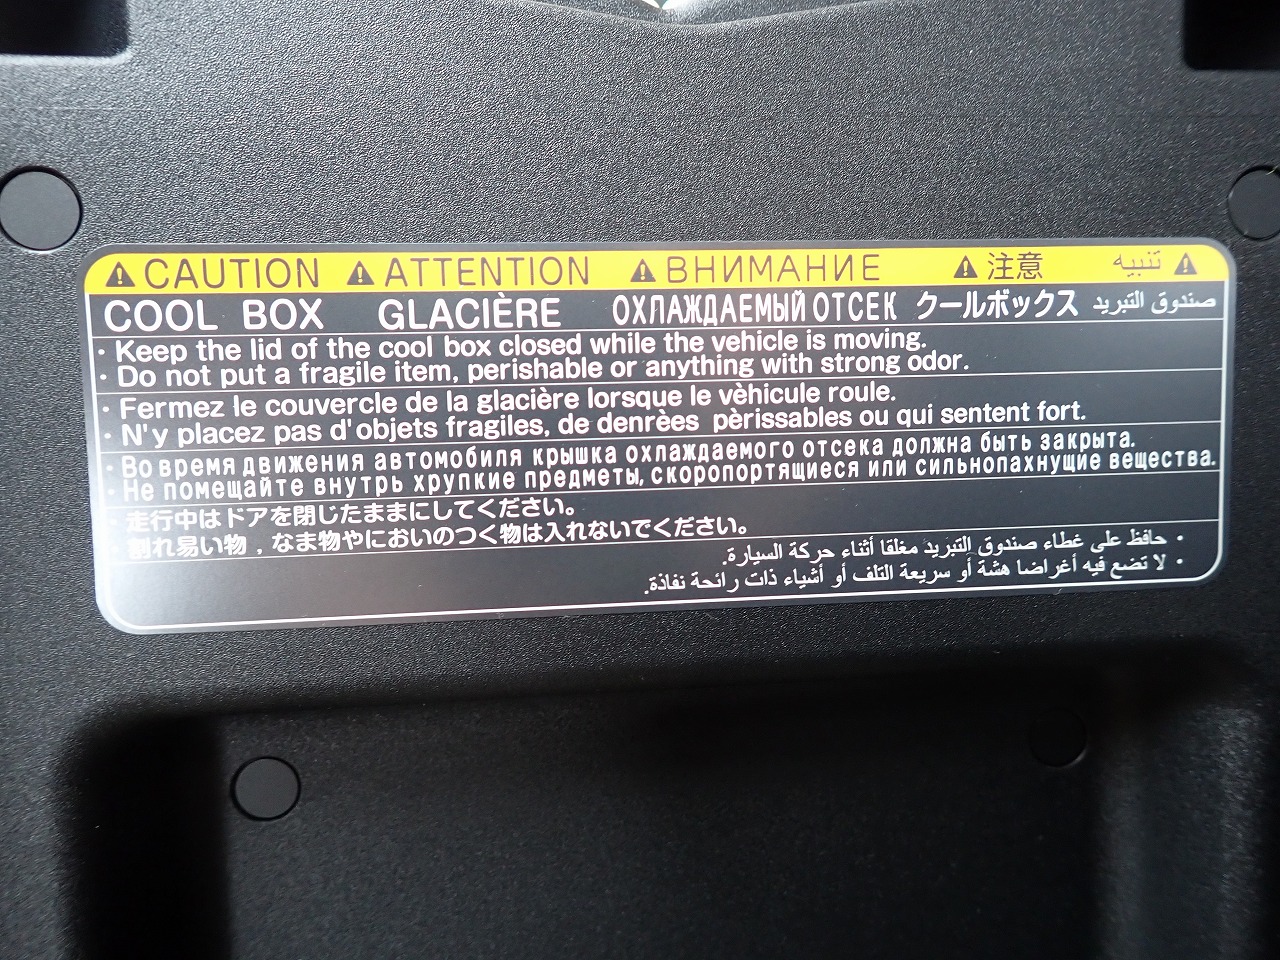 ⚠CAUTION ⚠ATTENTION ⚠ВНИМАНИЕ ⚠注意 ⚠ تنبيه
COOL BOX GLACIÈRE ОХЛАЖДАЕМЫЙ ОТСЕК クールボックス صندوق التبريد
・Keep the lid of the cool box closed while the vehicle is moving.
・Do not put a fragile item, perishable or anything with strong odor.
・Fermez le couvercle de la glacière lorsque le vèhicule roule.
・N'y placez pas d'objets fragiles, de denrèes pèrissables ou qui sentent fort.
・Во время движения автомобиля крышка охлаждаемого отсека должна быть закрыта.
・Не помещайте внутрь хрупкие предметы, скоропортящиеся или сильнопахнущие вещества.
・走行中はドアを閉じたままにしてください。
・割れ易い物，なま物やにおいのつく物は入れないでください。
・ حافظ على غطاء صندوق التبريد مغلقا أثناء حركة السيارة.
・ لا تضع فيه أغراضا هشة أو سريعة التلف أو أشياء ذات رائحة نفاذة.